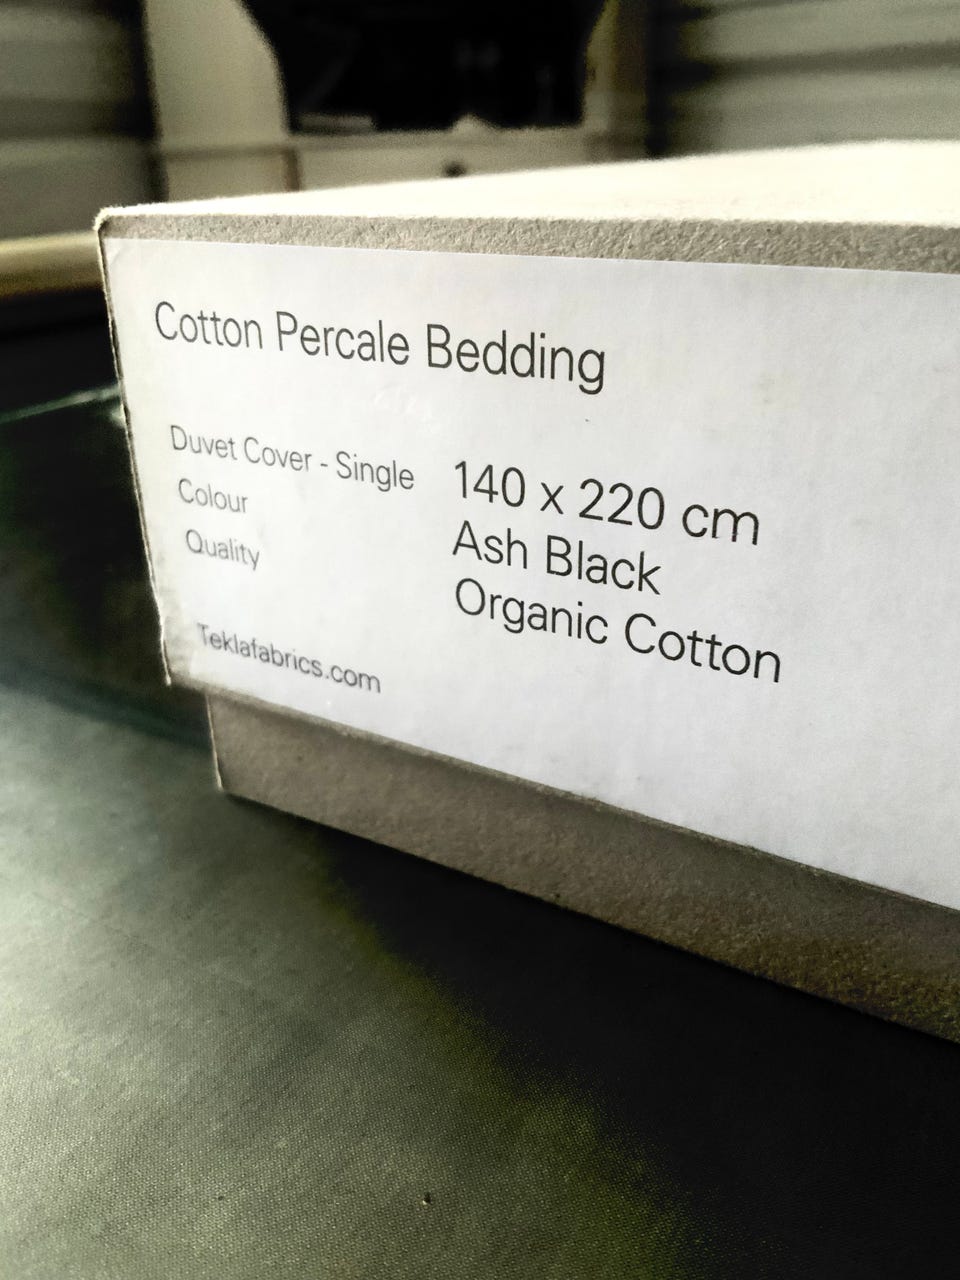 Cotton Percale Bedding
Duvet Cover - Single 140 x 220 cm
Colour Ash Black
Quality Organic Cotton
Teklafabrics.com